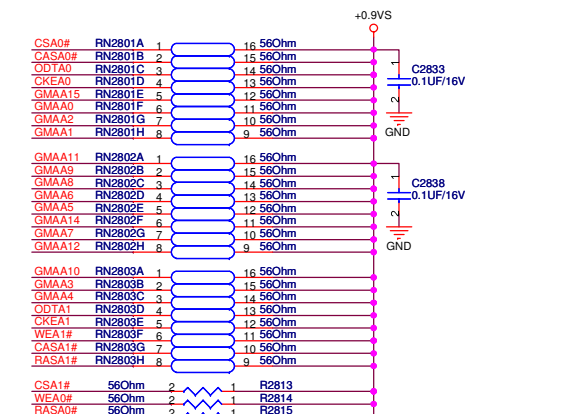 +0.9VS
CSA0# RN2801A 1 16 56Ohm
CASA0# RN2801B 2 15 56Ohm
ODTA0 RN2801C 3 14 56Ohm
CKEA0 RN2801D 4 13 56Ohm
GMAA15 RN2801E 5 12 56Ohm
GMAA0 RN2801F 6 11 56Ohm
GMAA2 RN2801G 7 10 56Ohm
GMAA1 RN2801H 8 9 56Ohm
1
C2833
0.1UF/16V
2
GND
GMAA11 RN2802A 1 16 56Ohm
GMAA9 RN2802B 2 15 56Ohm
GMAA8 RN2802C 3 14 56Ohm
GMAA6 RN2802D 4 13 56Ohm
GMAA5 RN2802E 5 12 56Ohm
GMAA14 RN2802F 6 11 56Ohm
GMAA7 RN2802G 7 10 56Ohm
GMAA12 RN2802H 8 9 56Ohm
1
C2838
0.1UF/16V
2
GND
GMAA10 RN2803A 1 16 56Ohm
GMAA3 RN2803B 2 15 56Ohm
GMAA4 RN2803C 3 14 56Ohm
ODTA1 RN2803D 4 13 56Ohm
CKEA1 RN2803E 5 12 56Ohm
WEA1# RN2803F 6 11 56Ohm
CASA1# RN2803G 7 10 56Ohm
RASA1# RN2803H 8 9 56Ohm
CSA1# 56Ohm 2 1 R2813
WEA0# 56Ohm 2 1 R2814
RASA0# 56Ohm 2 1 R2815